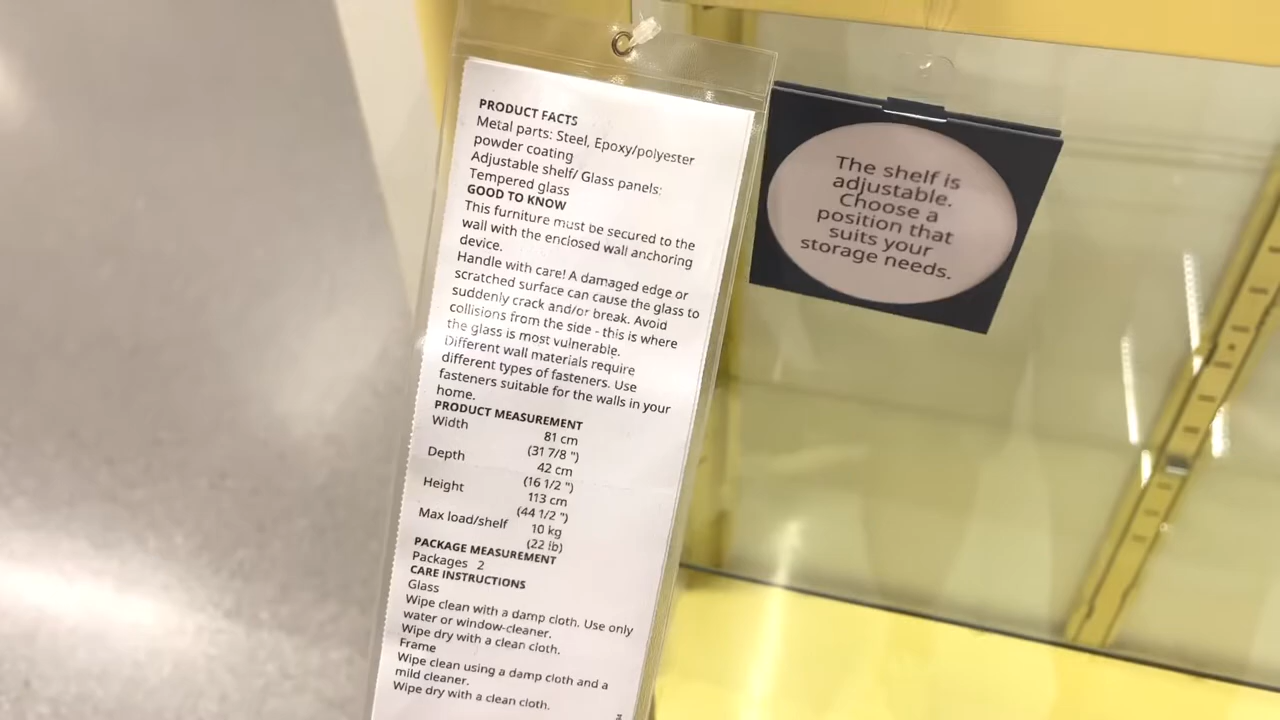 PRODUCT FACTS
Metal parts: Steel, Epoxy/polyester
powder coating
Adjustable shelf/ Glass panels:
Tempered glass
GOOD TO KNOW
This furniture must be secured to the
wall with the enclosed wall anchoring
device.
Handle with care! A damaged edge or
scratched surface can cause the glass to
suddenly crack and/or break. Avoid
collisions from the side - this is where
the glass is most vulnerable.
Different wall materials require
different types of fasteners. Use
fasteners suitable for the walls in your
home.
PRODUCT MEASUREMENT
Width
81 cm
(31 7/8 ")
Depth
42 cm
(16 1/2 ")
Height
113 cm
(44 1/2 ")
Max load/shelf
10 kg
(22 lb)
PACKAGE MEASUREMENT
Packages 2
CARE INSTRUCTIONS
Glass
Wipe clean with a damp cloth. Use only
water or window-cleaner.
Wipe dry with a clean cloth.
Frame
Wipe clean using a damp cloth and a
mild cleaner.
Wipe dry with a clean cloth.
The shelf is
adjustable.
Choose a
position that
suits your
storage needs.